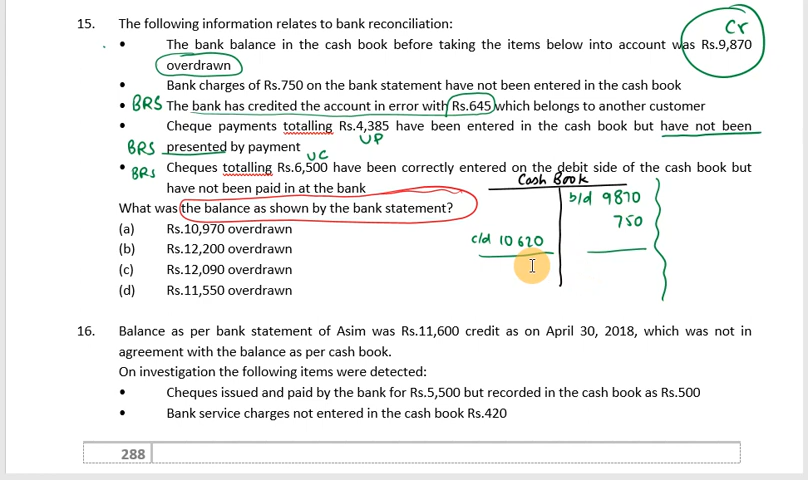 15. The following information relates to bank reconciliation:
Cr
• The bank balance in the cash book before taking the items below into account was Rs.9,870
overdrawn
• Bank charges of Rs.750 on the bank statement have not been entered in the cash book
• BRS The bank has credited the account in error with Rs.645 which belongs to another customer
• Cheque payments totalling Rs.4,385 have been entered in the cash book but have not been
UP
BRS presented by payment
UC
• BRS Cheques totalling Rs.6,500 have been correctly entered on the debit side of the cash book but
have not been paid in at the bank
Cash Book
What was the balance as shown by the bank statement?
b/d 9870
(a) Rs.10,970 overdrawn
750
(b) Rs.12,200 overdrawn
c/d 10620
(c) Rs.12,090 overdrawn
(d) Rs.11,550 overdrawn
16. Balance as per bank statement of Asim was Rs.11,600 credit as on April 30, 2018, which was not in
agreement with the balance as per cash book.
On investigation the following items were detected:
• Cheques issued and paid by the bank for Rs.5,500 but recorded in the cash book as Rs.500
• Bank service charges not entered in the cash book Rs.420
288